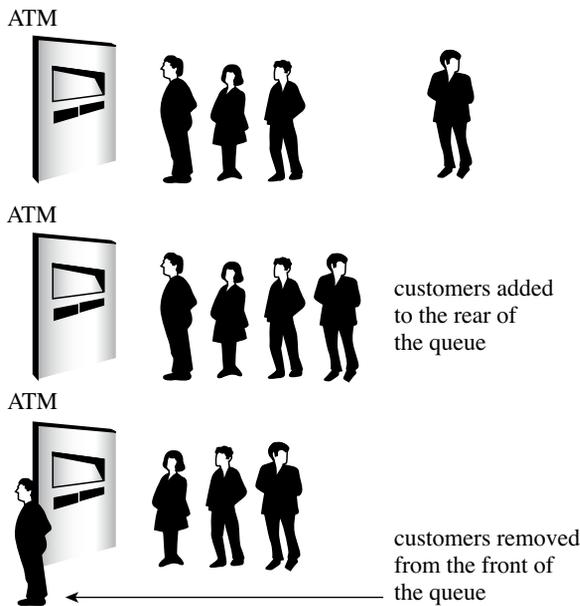 ATM
ATM
customers added
to the rear of
the queue
ATM
customers removed
from the front of
the queue